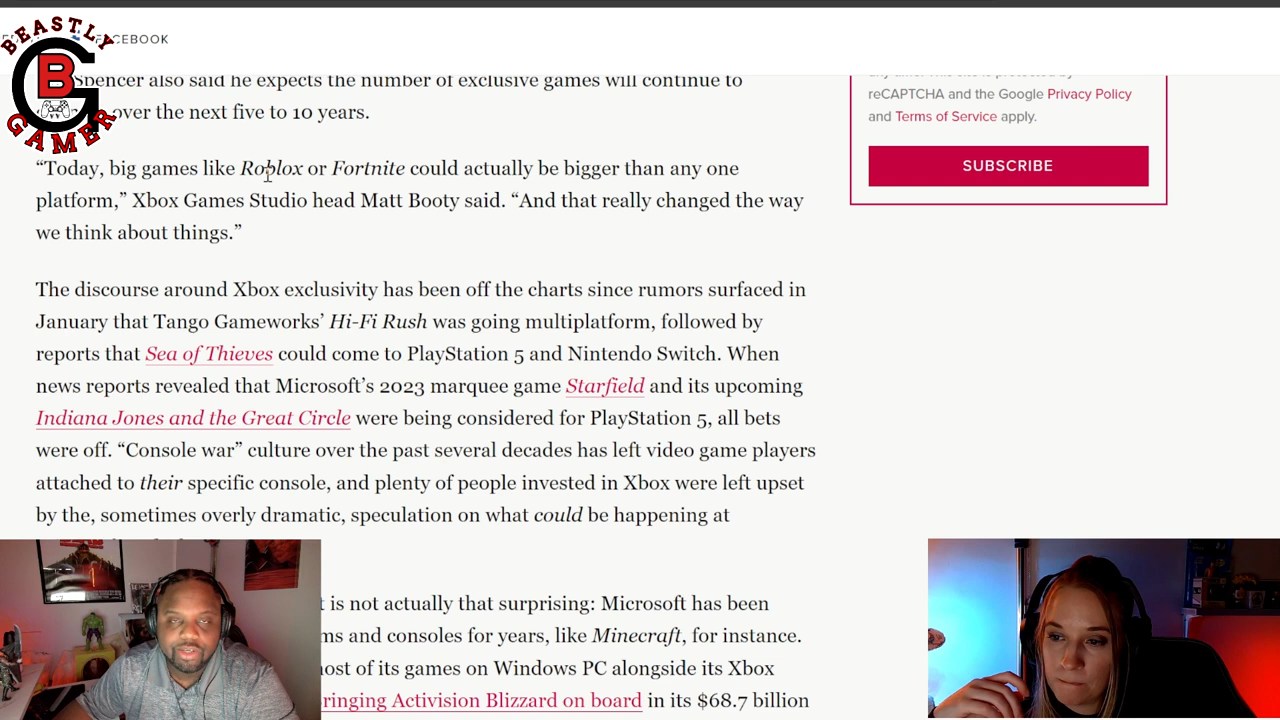 BEASTLY
B
GAMER
FACEBOOK
Spencer also said he expects the number of exclusive games will continue to
over the next five to 10 years.
“Today, big games like Roblox or Fortnite could actually be bigger than any one
platform,” Xbox Games Studio head Matt Booty said. “And that really changed the way
we think about things.”
The discourse around Xbox exclusivity has been off the charts since rumors surfaced in
January that Tango Gameworks’ Hi-Fi Rush was going multiplatform, followed by
reports that Sea of Thieves could come to PlayStation 5 and Nintendo Switch. When
news reports revealed that Microsoft’s 2023 marquee game Starfield and its upcoming
Indiana Jones and the Great Circle were being considered for PlayStation 5, all bets
were off. “Console war” culture over the past several decades has left video game players
attached to their specific console, and plenty of people invested in Xbox were left upset
by the, sometimes overly dramatic, speculation on what could be happening at
t is not actually that surprising: Microsoft has been
ms and consoles for years, like Minecraft, for instance.
ost of its games on Windows PC alongside its Xbox
ringing Activision Blizzard on board in its $68.7 billion
reCAPTCHA and the Google Privacy Policy
and Terms of Service apply.
SUBSCRIBE